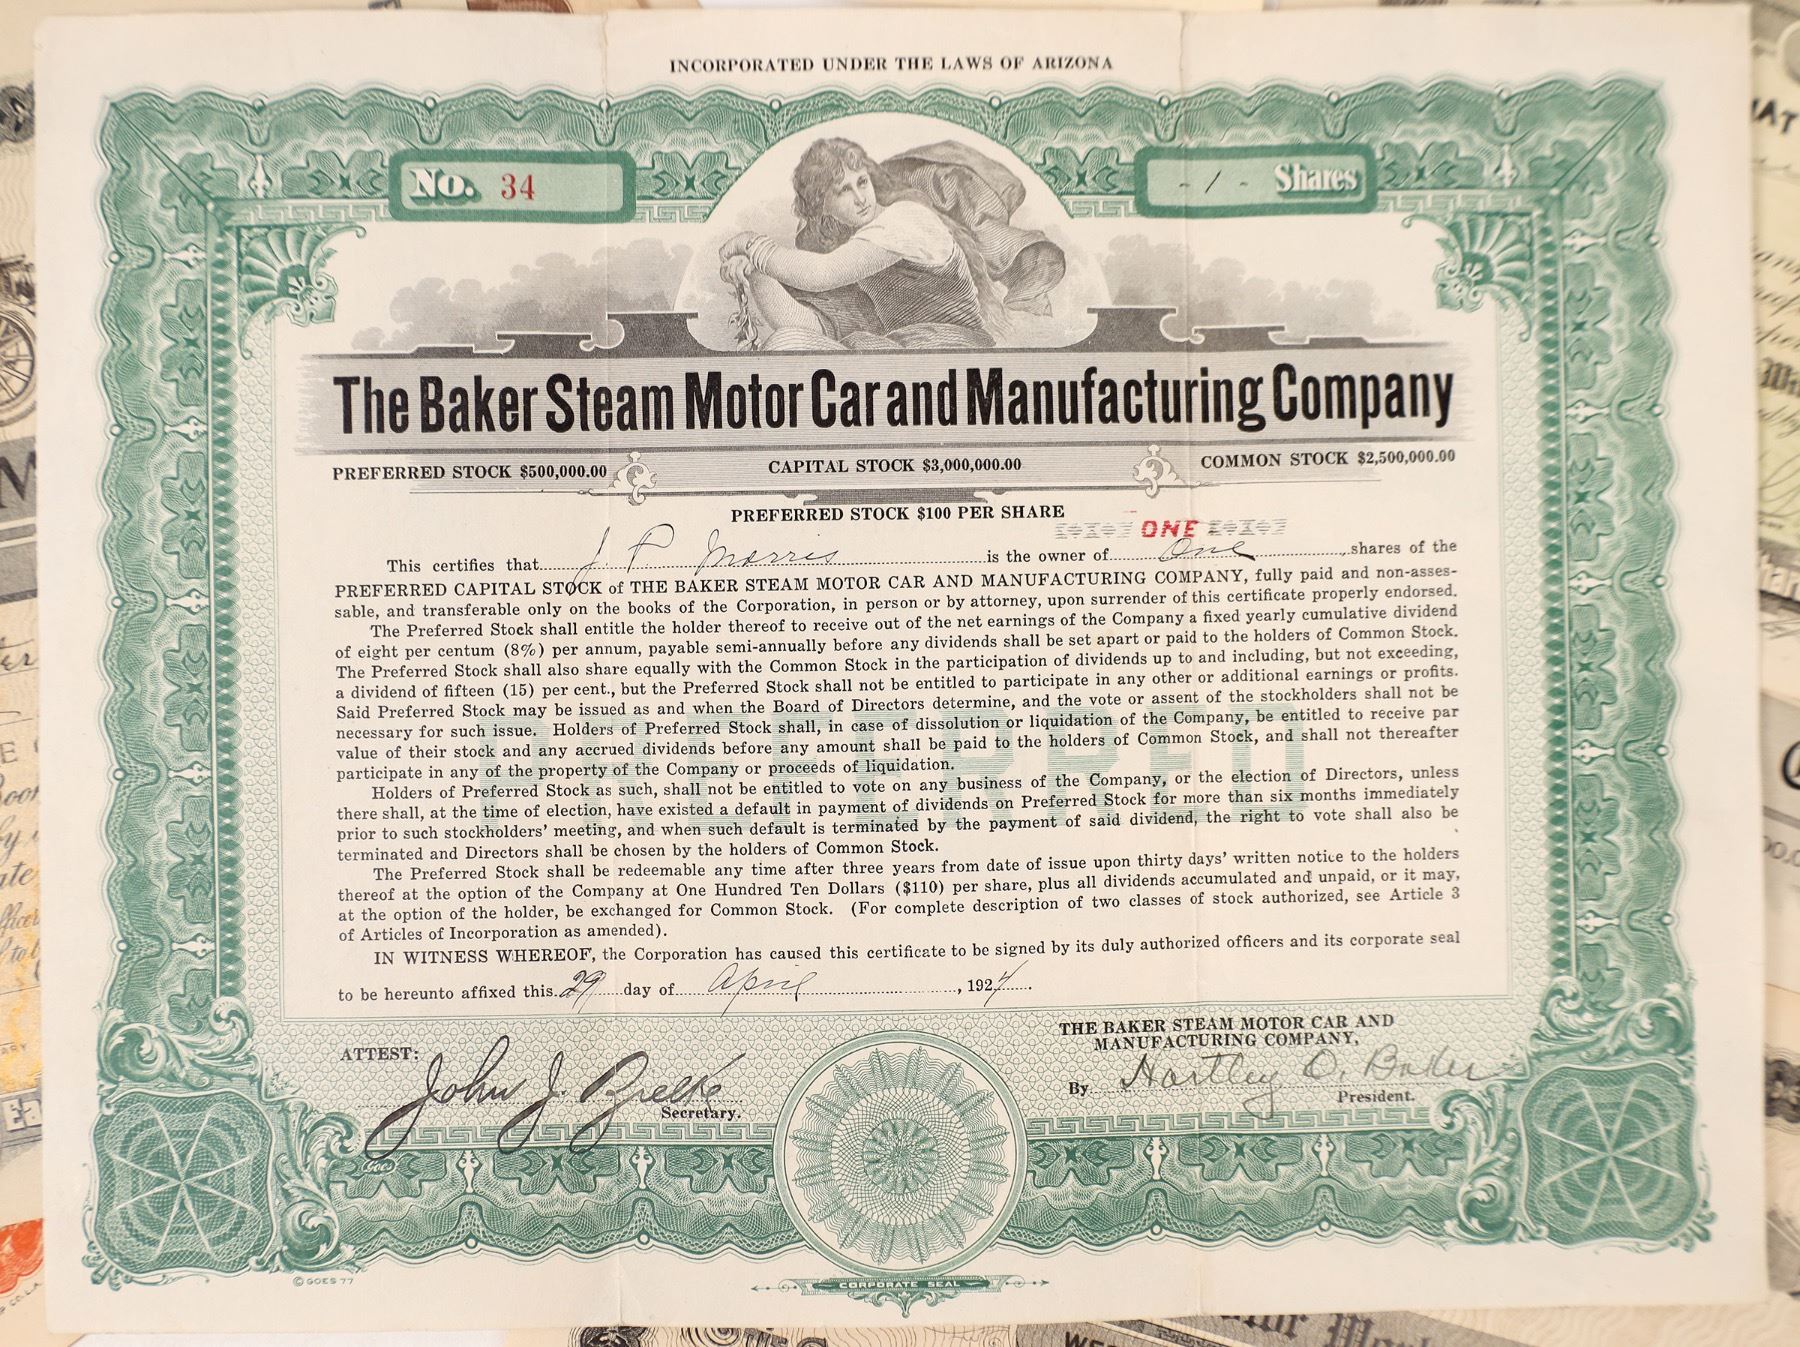 INCORPORATED UNDER THE LAWS OF ARIZONA
No. 34
- 1 - Shares
The Baker Steam Motor Car and Manufacturing Company
PREFERRED STOCK $500,000.00
CAPITAL STOCK $3,000,000.00
COMMON STOCK $2,500,000.00
PREFERRED STOCK $100 PER SHARE
ONE
This certifies that J. P. Morris is the owner of One shares of the
PREFERRED CAPITAL STOCK of THE BAKER STEAM MOTOR CAR AND MANUFACTURING COMPANY, fully paid and non-asses-
sable, and transferable only on the books of the Corporation, in person or by attorney, upon surrender of this certificate properly endorsed.
The Preferred Stock shall entitle the holder thereof to receive out of the net earnings of the Company a fixed yearly cumulative dividend
of eight per centum (8%) per annum, payable semi-annually before any dividends shall be set apart or paid to the holders of Common Stock.
The Preferred Stock shall also share equally with the Common Stock in the participation of dividends up to and including, but not exceeding,
a dividend of fifteen (15) per cent., but the Preferred Stock shall not be entitled to participate in any other or additional earnings or profits.
Said Preferred Stock may be issued as and when the Board of Directors determine, and the vote or assent of the stockholders shall not be
necessary for such issue. Holders of Preferred Stock shall, in case of dissolution or liquidation of the Company, be entitled to receive par
value of their stock and any accrued dividends before any amount shall be paid to the holders of Common Stock, and shall not thereafter
participate in any of the property of the Company or proceeds of liquidation.
PREFERRED
Holders of Preferred Stock as such, shall not be entitled to vote on any business of the Company, or the election of Directors, unless
there shall, at the time of election, have existed a default in payment of dividends on Preferred Stock for more than six months immediately
prior to such stockholders' meeting, and when such default is terminated by the payment of said dividend, the right to vote shall also be
terminated and Directors shall be chosen by the holders of Common Stock.
The Preferred Stock shall be redeemable any time after three years from date of issue upon thirty days' written notice to the holders
thereof at the option of the Company at One Hundred Ten Dollars ($110) per share, plus all dividends accumulated and unpaid, or it may,
at the option of the holder, be exchanged for Common Stock. (For complete description of two classes of stock authorized, see Article 3
of Articles of Incorporation as amended).
IN WITNESS WHEREOF, the Corporation has caused this certificate to be signed by its duly authorized officers and its corporate seal
to be hereunto affixed this 29 day of April, 1924.
ATTEST:
John J.
Secretary.
THE BAKER STEAM MOTOR CAR AND
MANUFACTURING COMPANY,
By Hartley O. Baker
President.
Goes
© GOES 77
CORPORATE SEAL